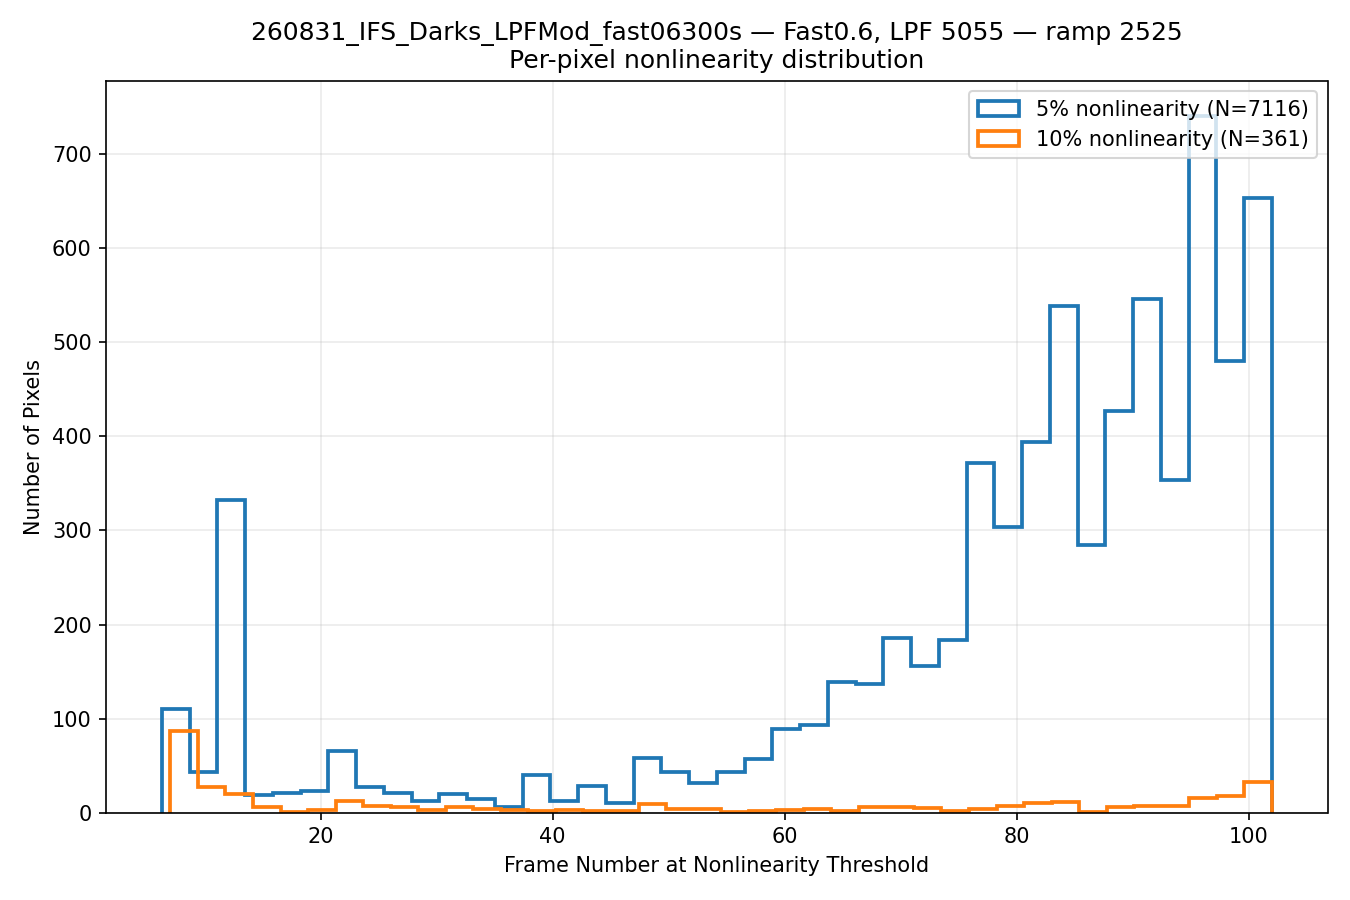 260831_IFS_Darks_LPFMod_fast06300s — Fast0.6, LPF 5055 — ramp 2525
Per-pixel nonlinearity distribution
5% nonlinearity (N=7116)
10% nonlinearity (N=361)
Number of Pixels
700
600
500
400
300
200
100
0
20 40 60 80 100
Frame Number at Nonlinearity Threshold